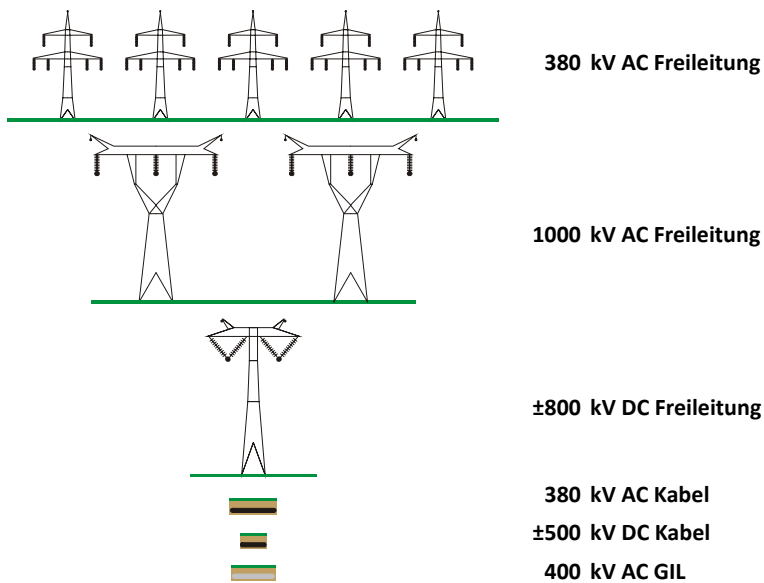 380 kV AC Freileitung
1000 kV AC Freileitung
±800 kV DC Freileitung
380 kV AC Kabel
±500 kV DC Kabel
400 kV AC GIL